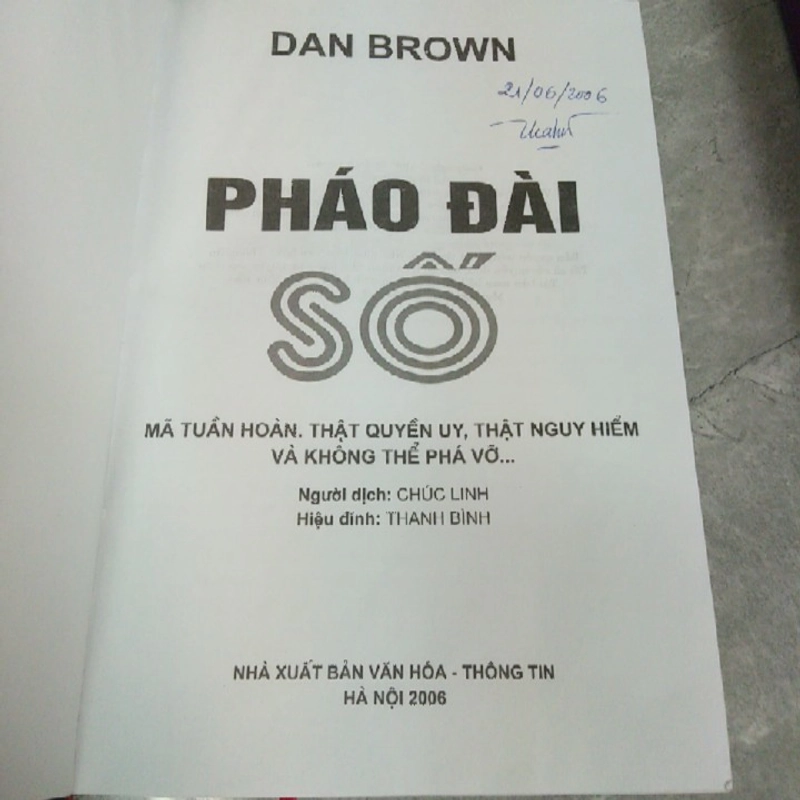 DAN BROWN
21/06/2006
PHÁO ĐÀI
SỐ
MÃ TUẦN HOÀN. THẬT QUYỀN UY, THẬT NGUY HIỂM
VÀ KHÔNG THỂ PHÁ VỠ...
Người dịch: CHÚC LINH
Hiệu đính: THANH BÌNH
NHÀ XUẤT BẢN VĂN HÓA - THÔNG TIN
HÀ NỘI 2006